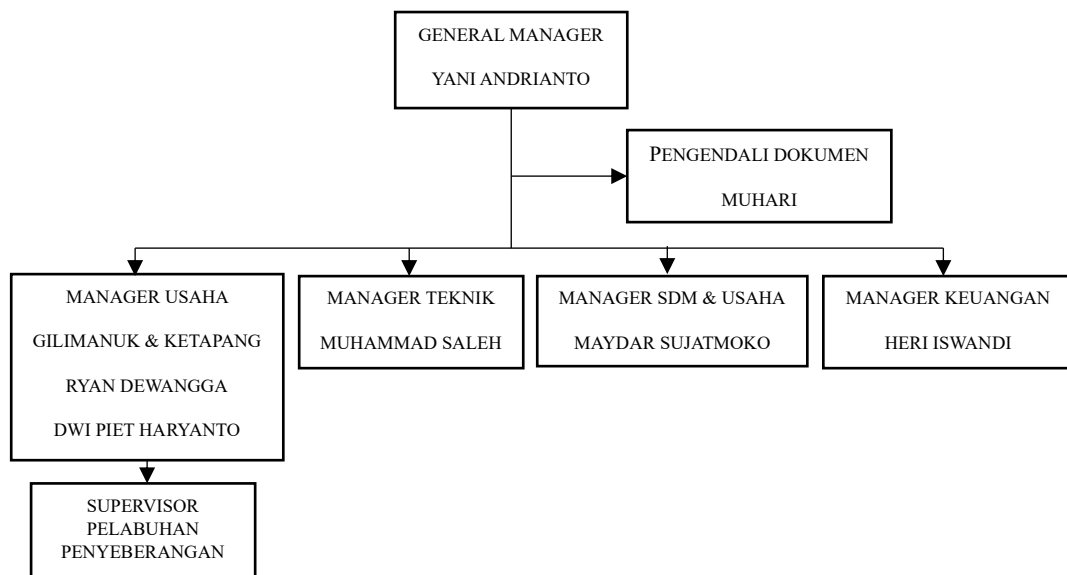 GENERAL MANAGER
YANI ANDRIANTO
PENGENDALI DOKUMEN
MUHARI
MANAGER USAHA
GILIMANUK & KETAPANG
RYAN DEWANGGA
DWI PIET HARYANTO
MANAGER TEKNIK
MUHAMMAD SALEH
MANAGER SDM & USAHA
MAYDAR SUJATMOKO
MANAGER KEUANGAN
HERI ISWANDI
SUPERVISOR
PELABUHAN
PENYEBERANGAN